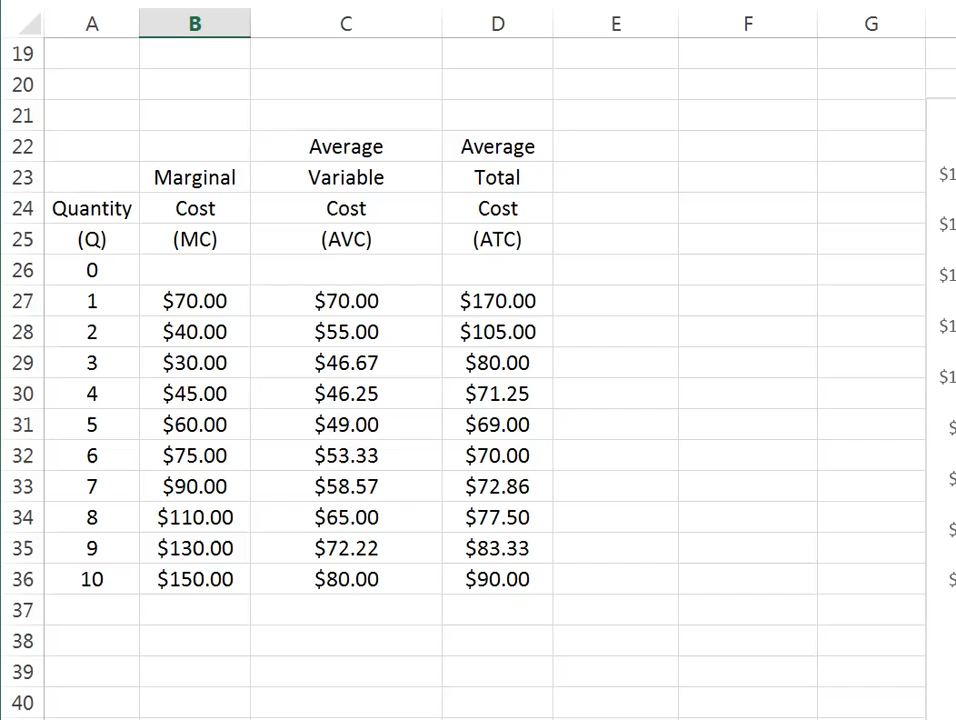 A B C D E F G
19
20
21
22 Average Average
23 Marginal Variable Total
24 Quantity Cost Cost Cost
25 (Q) (MC) (AVC) (ATC)
26 0
27 1 $70.00 $70.00 $170.00
28 2 $40.00 $55.00 $105.00
29 3 $30.00 $46.67 $80.00
30 4 $45.00 $46.25 $71.25
31 5 $60.00 $49.00 $69.00
32 6 $75.00 $53.33 $70.00
33 7 $90.00 $58.57 $72.86
34 8 $110.00 $65.00 $77.50
35 9 $130.00 $72.22 $83.33
36 10 $150.00 $80.00 $90.00
37
38
39
40